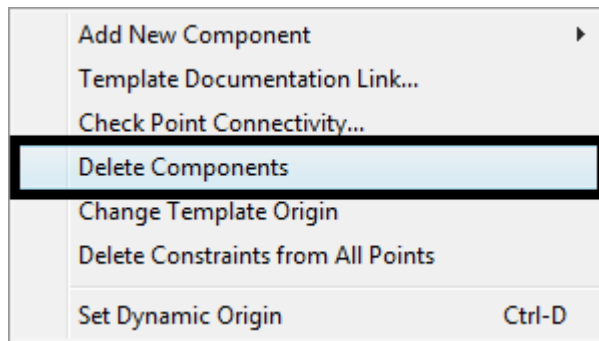 Add New Component
Template Documentation Link...
Check Point Connectivity...
Delete Components
Change Template Origin
Delete Constraints from All Points
Set Dynamic Origin Ctrl-D